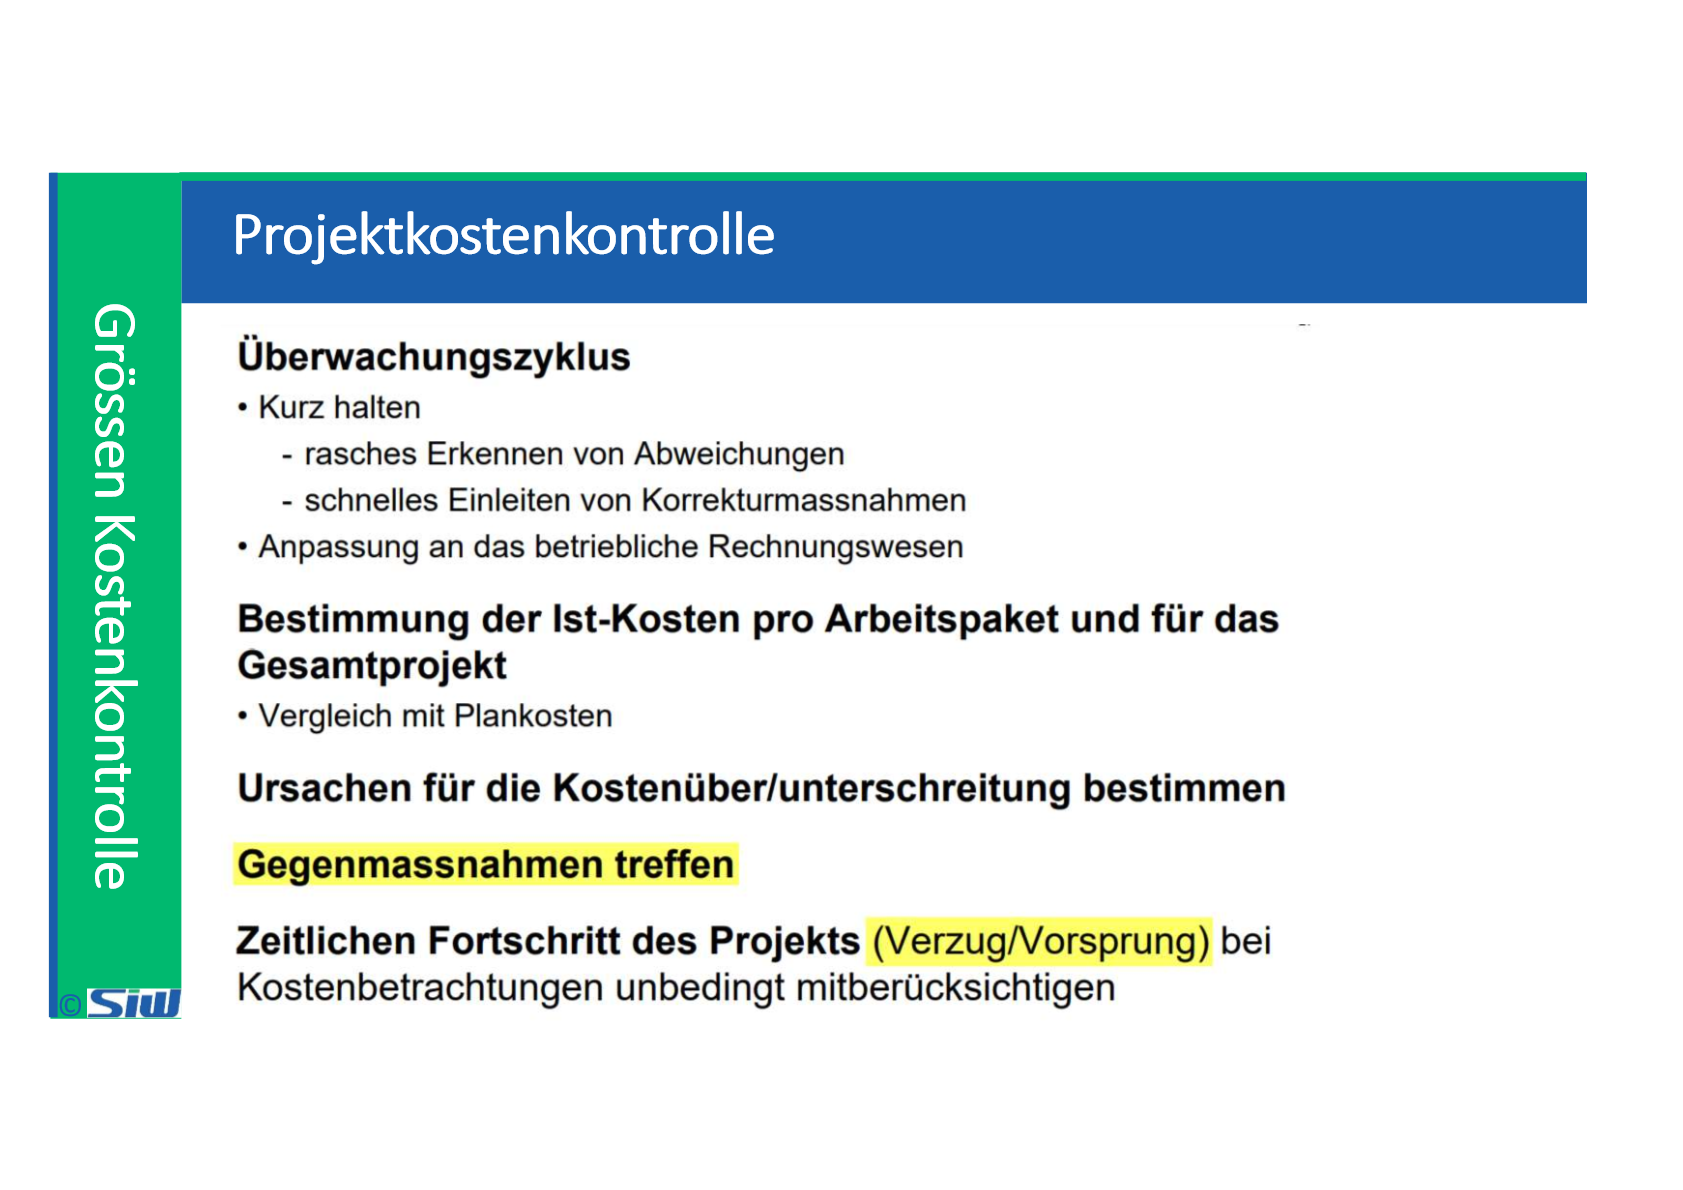 Projektkostenkontrolle
Grössen Kostenkontrolle
Überwachungszyklus
• Kurz halten
- rasches Erkennen von Abweichungen
- schnelles Einleiten von Korrekturmassnahmen
• Anpassung an das betriebliche Rechnungswesen
Bestimmung der Ist-Kosten pro Arbeitspaket und für das
Gesamtprojekt
• Vergleich mit Plankosten
Ursachen für die Kostenüber/unterschreitung bestimmen
Gegenmassnahmen treffen
Zeitlichen Fortschritt des Projekts (Verzug/Vorsprung) bei
Kostenbetrachtungen unbedingt mitberücksichtigen
© SIW